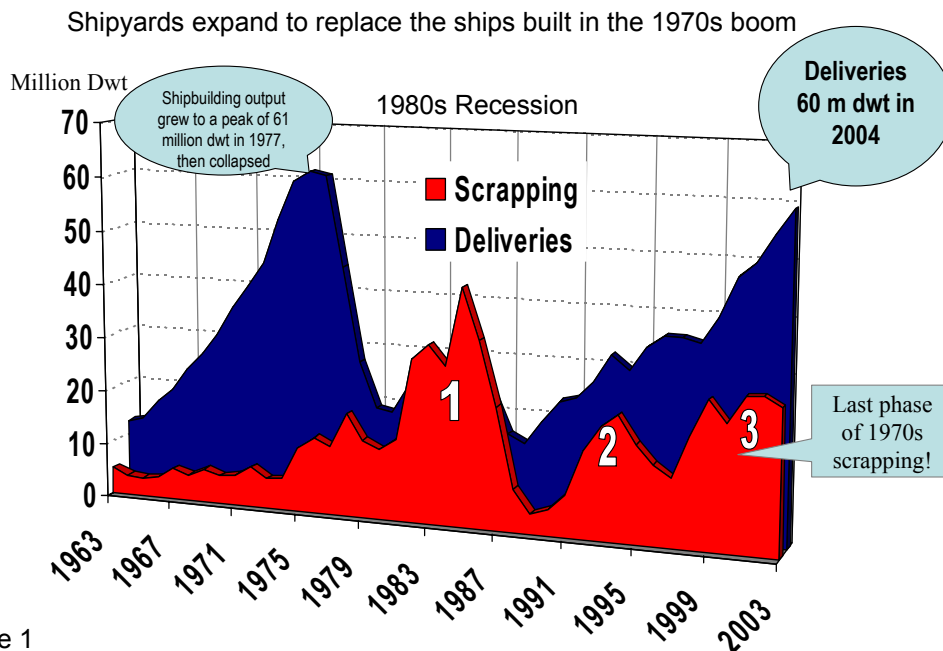 Shipyards expand to replace the ships built in the 1970s boom
Million Dwt
Shipbuilding output
grew to a peak of 61
million dwt in 1977,
then collapsed
1980s Recession
Deliveries
60 m dwt in
2004
70
60
50
40
30
20
10
0
Scrapping
Deliveries
1
2
3
Last phase
of 1970s
scrapping!
1963
1967
1971
1975
1979
1983
1987
1991
1995
1999
2003
e 1